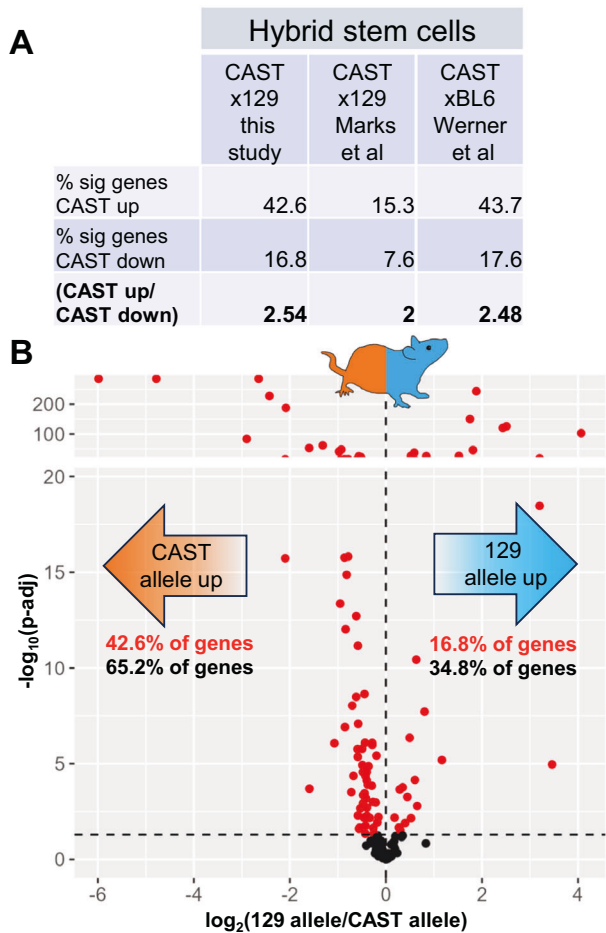 A
Hybrid stem cells
CAST
x129
this
study
CAST
x129
Marks
et al
CAST
xBL6
Werner
et al
% sig genes
CAST up
42.6
15.3
43.7
% sig genes
CAST down
16.8
7.6
17.6
(CAST up/
CAST down)
2.54
2
2.48
B
200
100
20
15
10
5
0
-log10(p-adj)
CAST
allele up
129
allele up
42.6% of genes
65.2% of genes
16.8% of genes
34.8% of genes
-6
-4
-2
0
2
4
log2(129 allele/CAST allele)